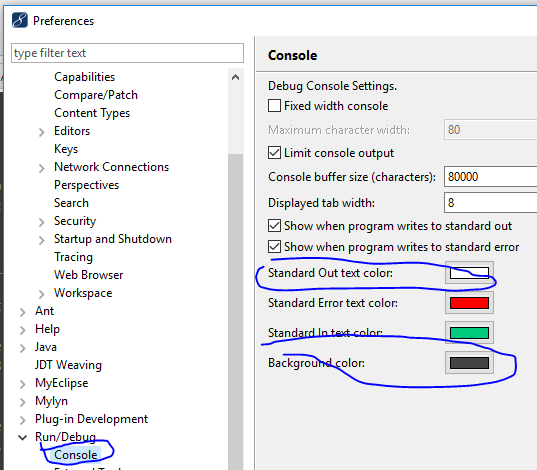 Preferences
type filter text
Capabilities
Compare/Patch
Content Types
Editors
Keys
Network Connections
Perspectives
Search
Security
Startup and Shutdown
Tracing
Web Browser
Workspace
Ant
Help
Java
JDT Weaving
MyEclipse
Mylyn
Plug-in Development
Run/Debug
Console
Console
Debug Console Settings.
Fixed width console
Maximum character width: 80
Limit console output
Console buffer size (characters): 80000
Displayed tab width: 8
Show when program writes to standard out
Show when program writes to standard error
Standard Out text color:
Standard Error text color:
Standard In text color:
Background color: